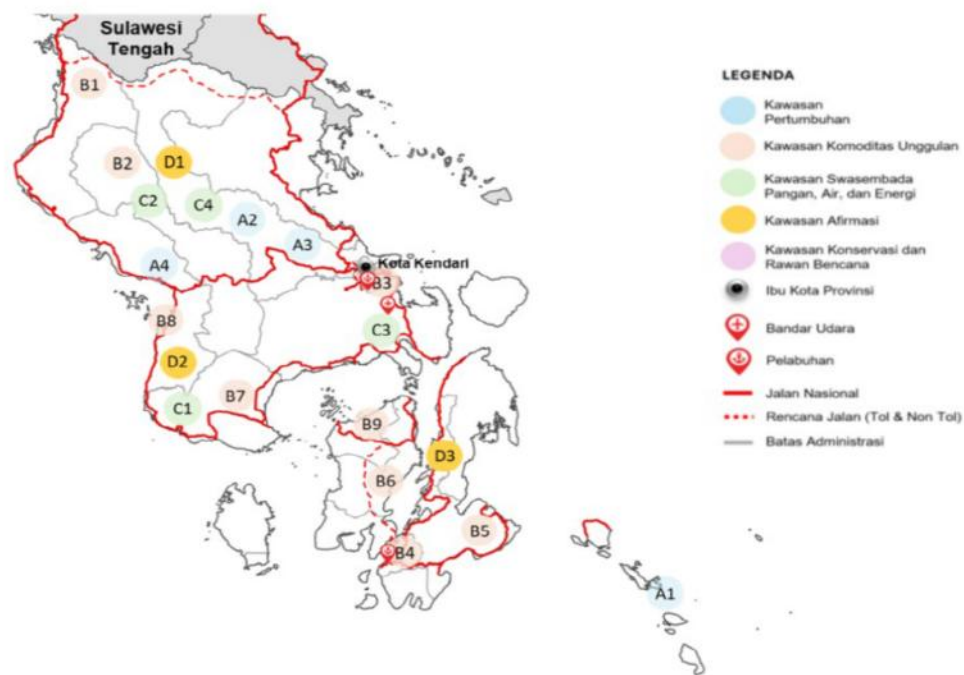 Sulawesi
Tengah
B1
B2
D1
C2
C4
A2
A3
A4
Kota Kendari
B3
B8
C3
D2
B7
C1
B9
D3
B6
B5
B4
A1
LEGENDA
Kawasan
Pertumbuhan
Kawasan Komoditas Unggulan
Kawasan Swasembada
Pangan, Air, dan Energi
Kawasan Afirmasi
Kawasan Konservasi dan
Rawan Bencana
Ibu Kota Provinsi
Bandar Udara
Pelabuhan
Jalan Nasional
Rencana Jalan (Tol & Non Tol)
Batas Administrasi